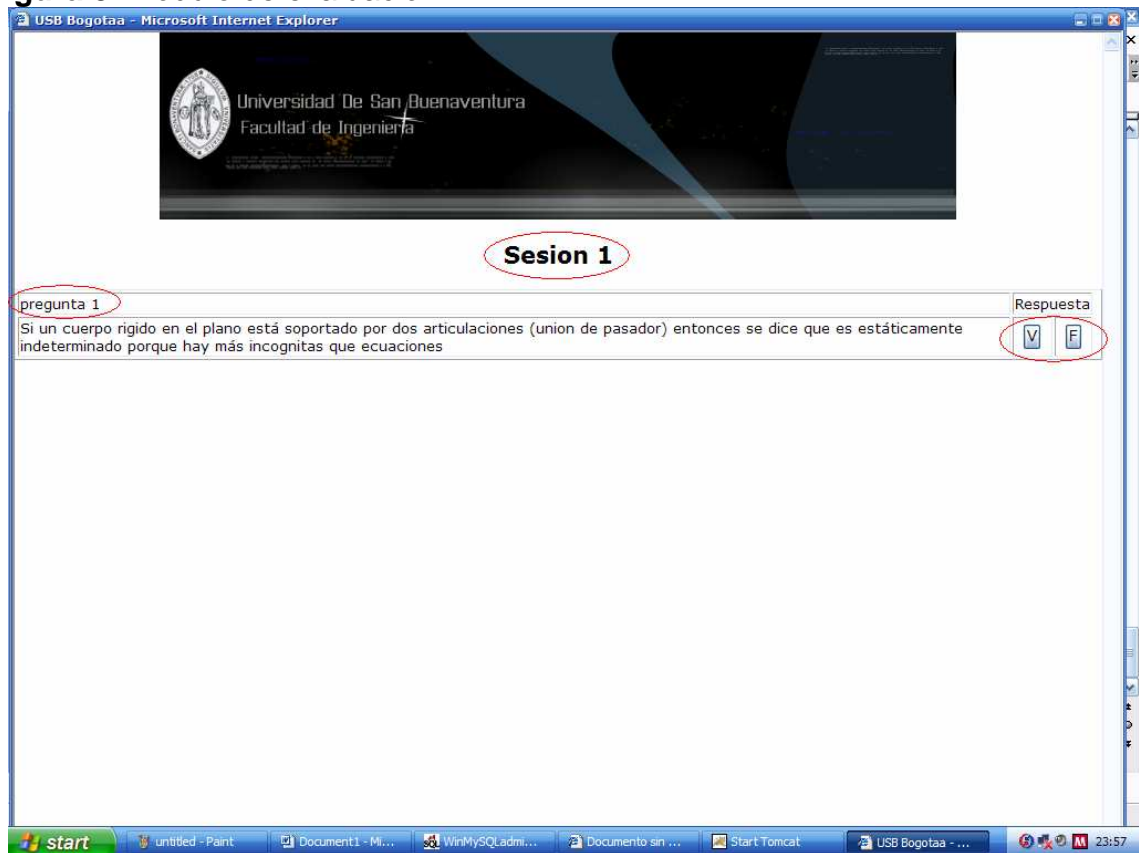 USB Bogotaa - Microsoft Internet Explorer
Universidad De San Buenaventura
Facultad de Ingeniería
Sesion 1
pregunta 1
Respuesta
Si un cuerpo rigido en el plano está soportado por dos articulaciones (union de pasador) entonces se dice que es estáticamente
indeterminado porque hay más incognitas que ecuaciones
V F
start
untitled - Paint
Document1 - Mi...
WinMySQLadmi...
Documento sin ...
Start Tomcat
USB Bogotaa - ...
23:57